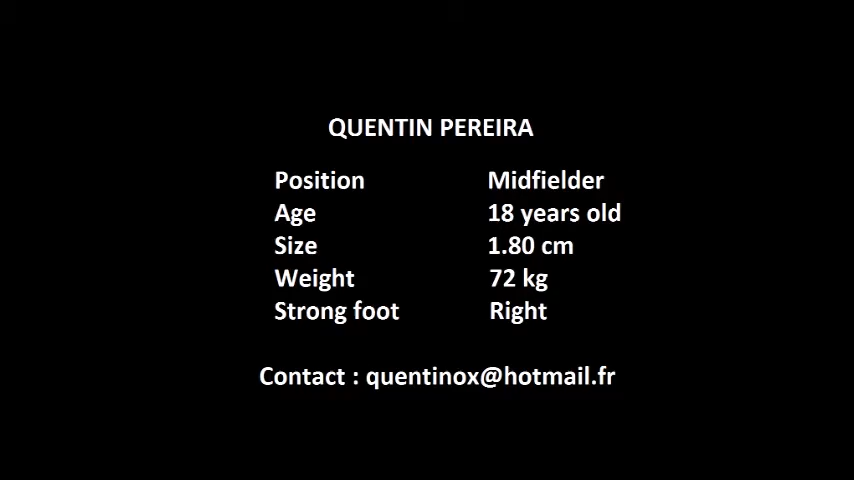 QUENTIN PEREIRA
Position Midfielder
Age 18 years old
Size 1.80 cm
Weight 72 kg
Strong foot Right
Contact : quentinox@hotmail.fr